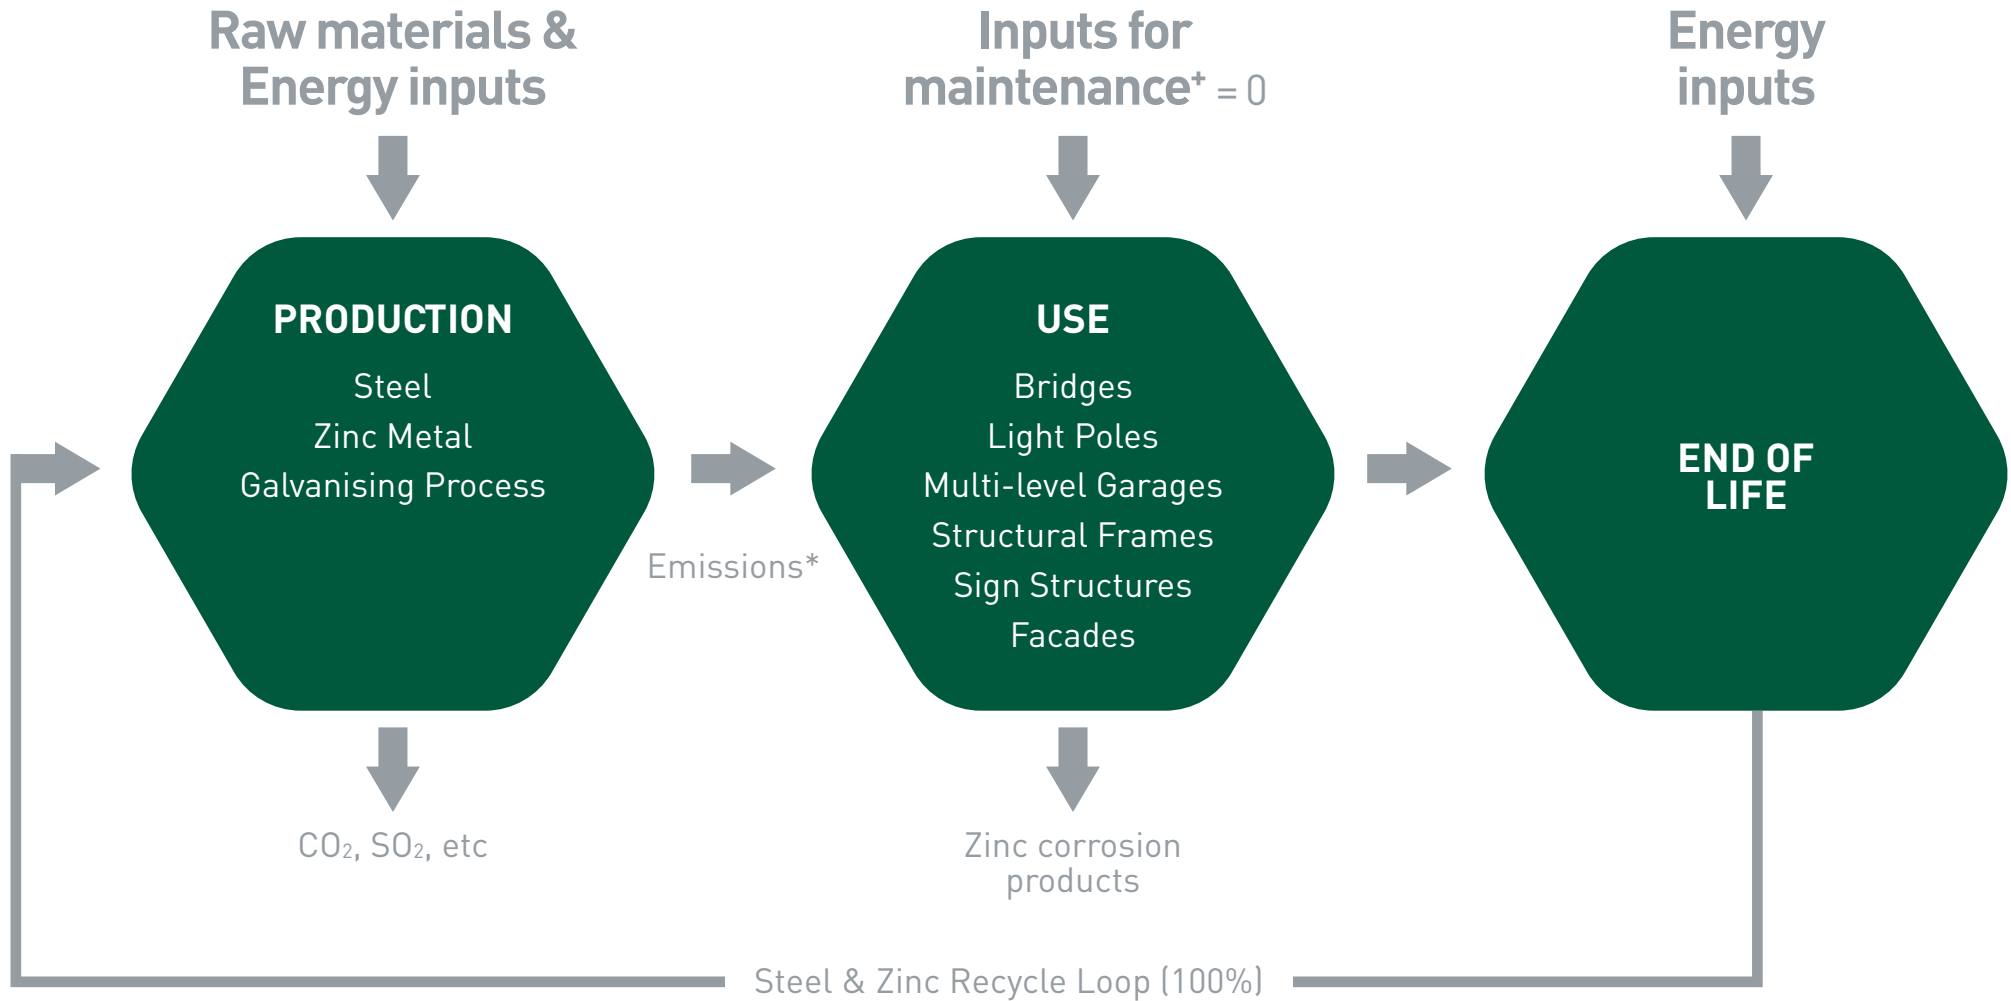 Raw materials &
Energy inputs
Inputs for
maintenance⁺ = 0
Energy
inputs
PRODUCTION
Steel
Zinc Metal
Galvanising Process
USE
Bridges
Light Poles
Multi-level Garages
Structural Frames
Sign Structures
Facades
END OF
LIFE
Emissions*
CO₂, SO₂, etc
Zinc corrosion
products
Steel & Zinc Recycle Loop (100%)